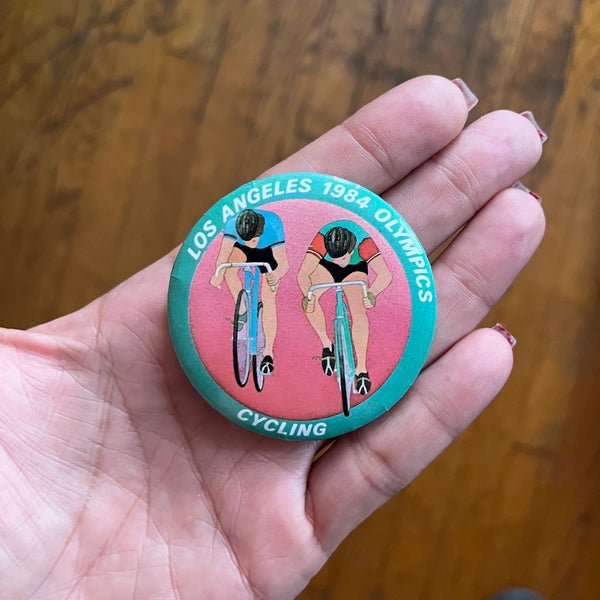 LOS ANGELES 1984 OLYMPICS
CYCLING